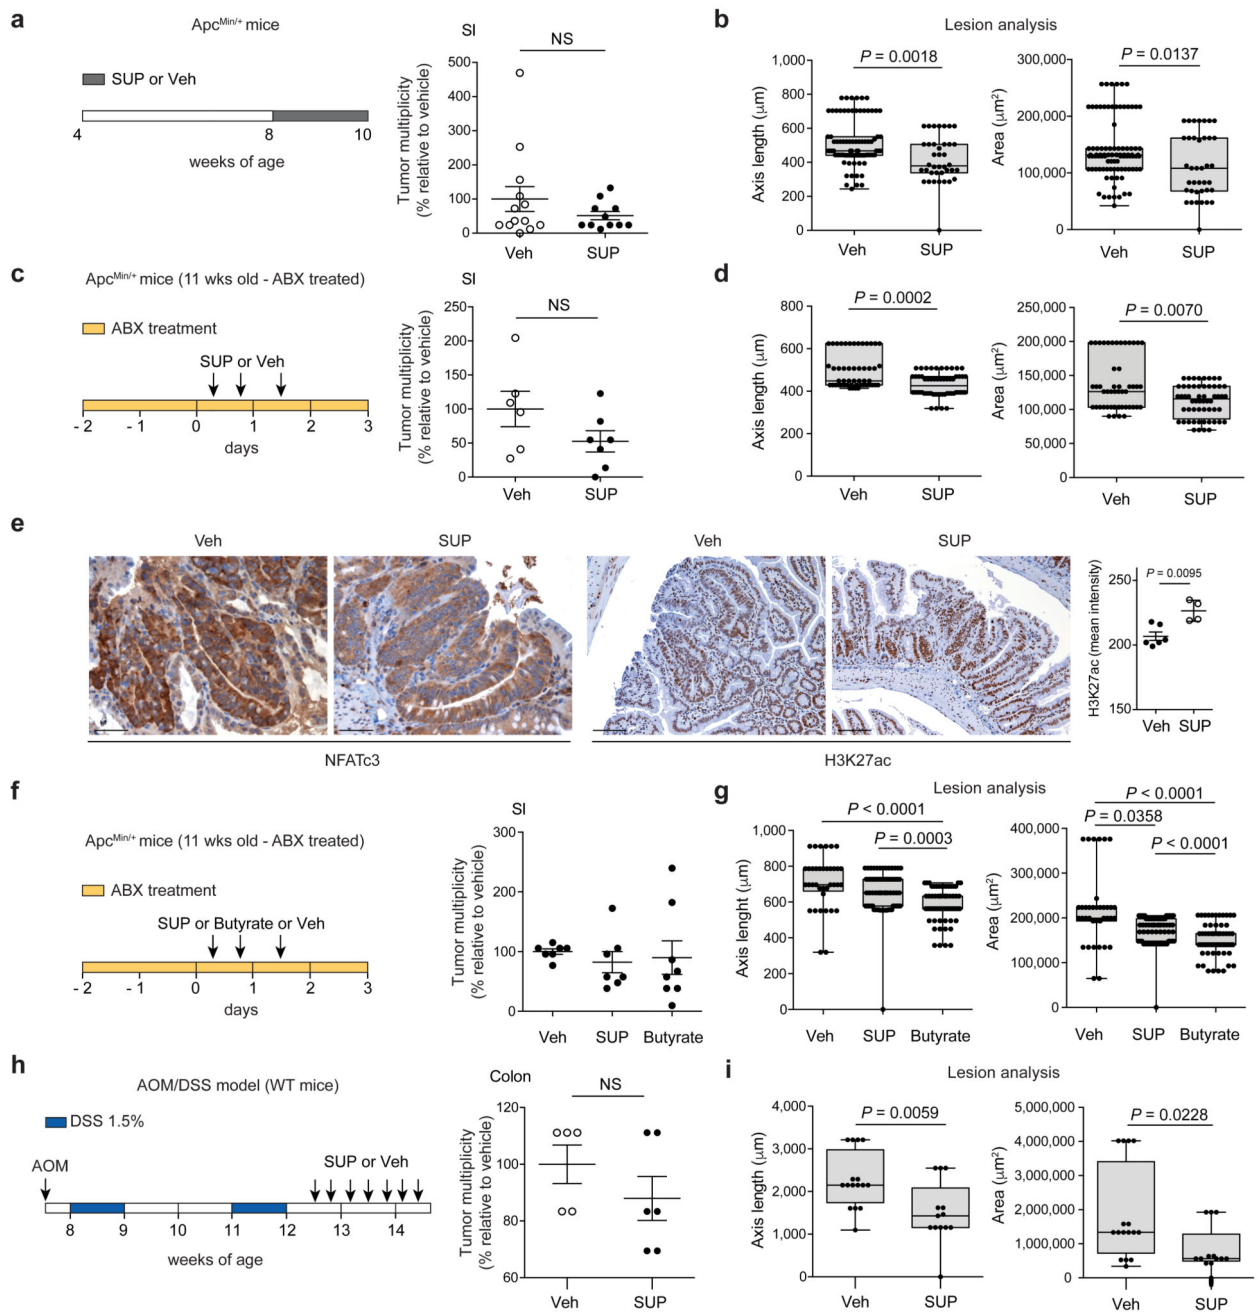 a
Apc^Min/+ mice
SUP or Veh
4 8 10
weeks of age
SI
NS
Tumor multiplicity
(% relative to vehicle)
500
400
300
200
100
0
Veh SUP
b
Lesion analysis
P = 0.0018
Axis length (μm)
1,000
800
600
400
200
0
Veh SUP
P = 0.0137
Area (μm²)
300,000
200,000
100,000
0
Veh SUP
c
Apc^Min/+ mice (11 wks old - ABX treated)
ABX treatment
SUP or Veh
- 2 - 1 0 1 2 3
days
SI
NS
Tumor multiplicity
(% relative to vehicle)
250
200
150
100
50
0
Veh SUP
d
P = 0.0002
Axis length (μm)
800
600
400
200
0
Veh SUP
P = 0.0070
Area (μm²)
250,000
200,000
150,000
100,000
50,000
0
Veh SUP
e
Veh SUP Veh SUP
NFATc3 H3K27ac
P = 0.0095
H3K27ac (mean intensity)
250
200
150
Veh SUP
f
Apc^Min/+ mice (11 wks old - ABX treated)
ABX treatment
SUP or Butyrate or Veh
- 2 - 1 0 1 2 3
days
SI
Tumor multiplicity
(% relative to vehicle)
300
200
100
0
Veh SUP Butyrate
g
Lesion analysis
P < 0.0001
P = 0.0003
Axis lenght (μm)
1,000
800
600
400
200
0
Veh SUP Butyrate
P < 0.0001
P = 0.0358
P < 0.0001
Area (μm²)
400,000
300,000
200,000
100,000
0
Veh SUP Butyrate
h
AOM/DSS model (WT mice)
DSS 1.5%
AOM
SUP or Veh
8 9 10 11 12 13 14
weeks of age
Colon
NS
Tumor multiplicity
(% relative to vehicle)
120
100
80
60
Veh SUP
i
Lesion analysis
P = 0.0059
Axis length (μm)
4,000
3,000
2,000
1,000
0
Veh SUP
P = 0.0228
Area (μm²)
5,000,000
4,000,000
3,000,000
2,000,000
1,000,000
0
Veh SUP